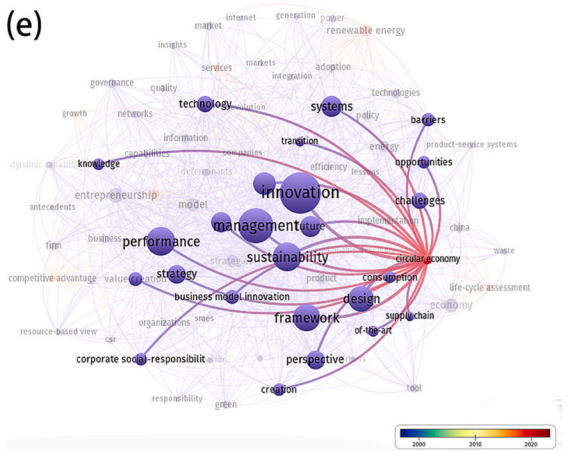 (e)
internet
generation
power
market
renewable energy
insights
services
markets
adoption
integration
governance
quality
technologies
technology
systems
growth
networks
evolution
policy
barriers
transition
information
energy
product-service systems
capabilities
companies
knowledge
efficiency
lessons
opportunities
determinants
entrepreneurship
innovation
model
challenges
antecedents
implementation
management
future
china
business
performance
firm
strategies
sustainability
circular economy
waste
competitive advantage
value creation
strategy
product
consumption
life-cycle assessment
business model innovation
design
economy
framework
supply chain
resource-based view
organizations
smes
of-the-art
csr
corporate social-responsibilit
perspective
creation
tool
responsibility
green
2000
2010
2020